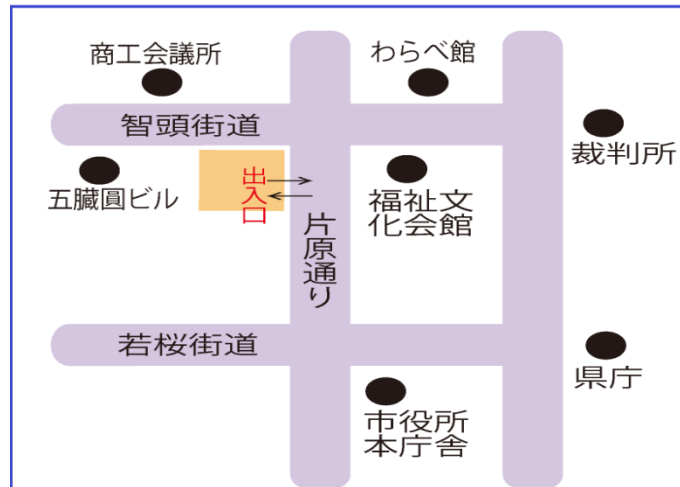 商工会議所
わらべ館
智頭街道
裁判所
五臓圓ビル
出入口
福祉文
化会館
片原通り
若桜街道
県庁
市役所
本庁舎